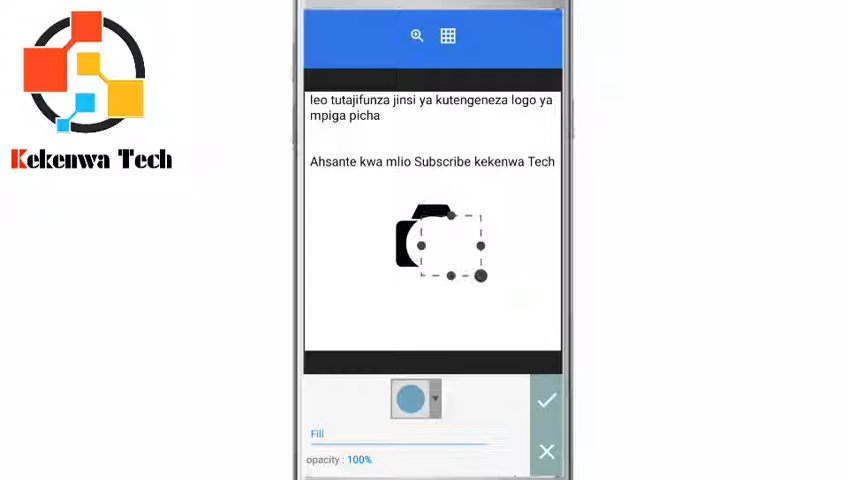 Kekenwa Tech
leo tutajifunza jinsi ya kutengeneza logo ya
mpiga picha
Ahsante kwa mlio Subscribe kekenwa Tech
Fill
opacity : 100%